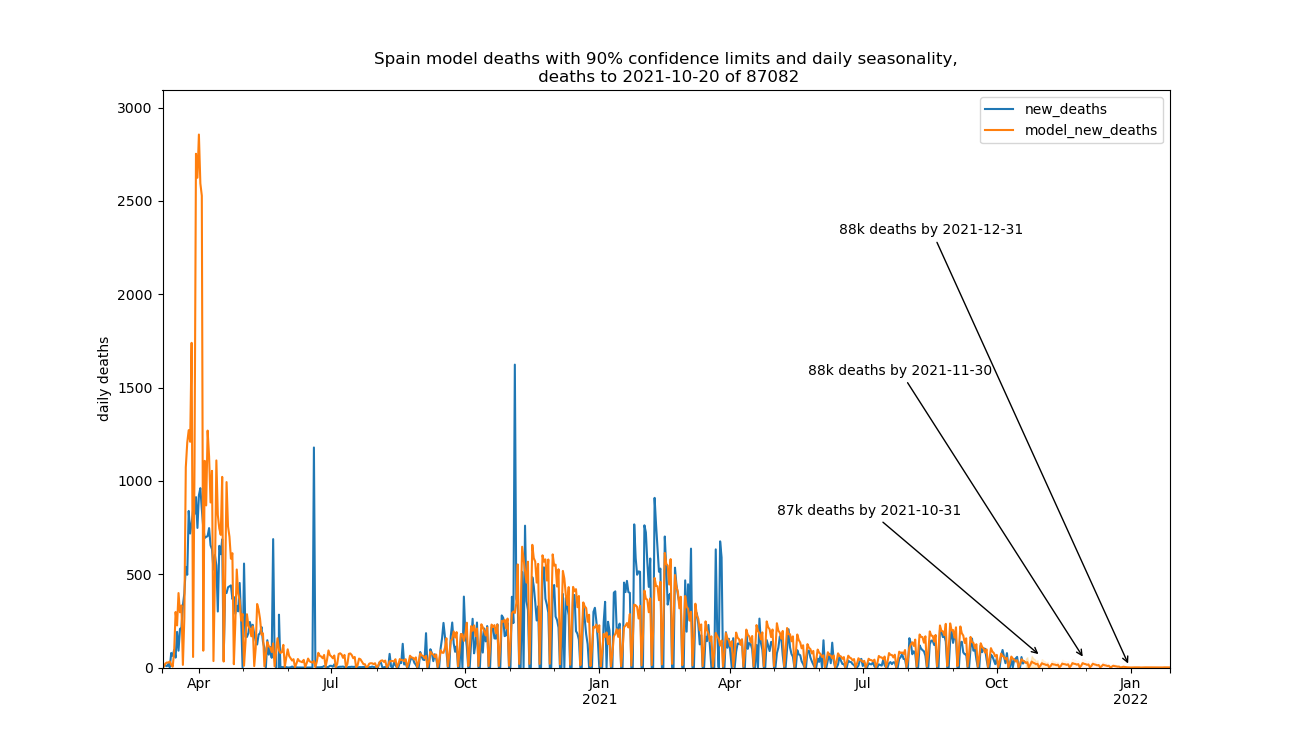 Spain model deaths with 90% confidence limits and daily seasonality,
deaths to 2021-10-20 of 87082
new_deaths
model_new_deaths
daily deaths
3000
2500
2000
1500
1000
500
0
88k deaths by 2021-12-31
88k deaths by 2021-11-30
87k deaths by 2021-10-31
Apr Jul Oct Jan Apr Jul Oct Jan
2021 2022